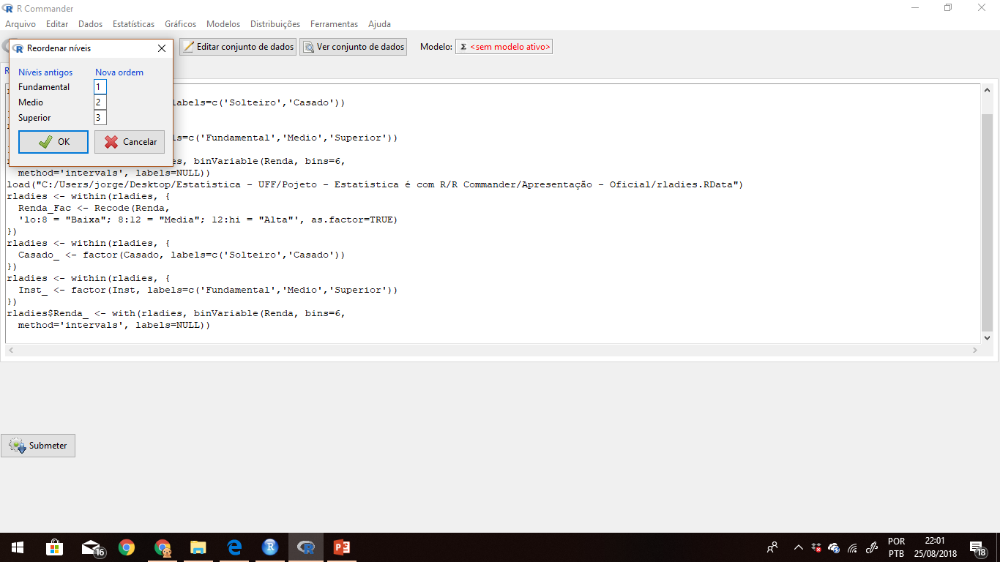 R Commander
Arquivo Editar Dados Estatísticas Gráficos Modelos Distribuições Ferramentas Ajuda
Reordenar níveis
Editar conjunto de dados Ver conjunto de dados Modelo: Σ <sem modelo ativo>
Níveis antigos Nova ordem
Fundamental 1
Medio 2
Superior 3
OK Cancelar
labels=c('Solteiro','Casado'))
s=c('Fundamental','Medio','Superior'))
es, binVariable(Renda, bins=6,
method='intervals', labels=NULL))
load("C:/Users/jorge/Desktop/Estatística - UFF/Pojeto - Estatística é com R/R Commander/Apresentação - Oficial/rladies.RData")
rladies <- within(rladies, {
Renda_Fac <- Recode(Renda,
'lo:8 = "Baixa"; 8:12 = "Media"; 12:hi = "Alta"', as.factor=TRUE)
})
rladies <- within(rladies, {
Casado_ <- factor(Casado, labels=c('Solteiro','Casado'))
})
rladies <- within(rladies, {
Inst_ <- factor(Inst, labels=c('Fundamental','Medio','Superior'))
})
rladies$Renda_ <- with(rladies, binVariable(Renda, bins=6,
method='intervals', labels=NULL))
Submeter
16
POR
PTB
22:01
25/08/2018
18